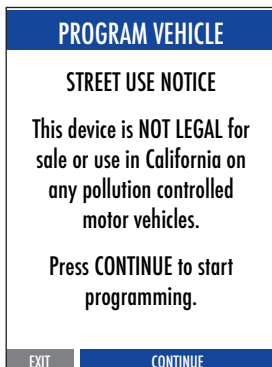 PROGRAM VEHICLE
STREET USE NOTICE
This device is NOT LEGAL for
sale or use in California on
any pollution controlled
motor vehicles.
Press CONTINUE to start
programming.
EXIT CONTINUE